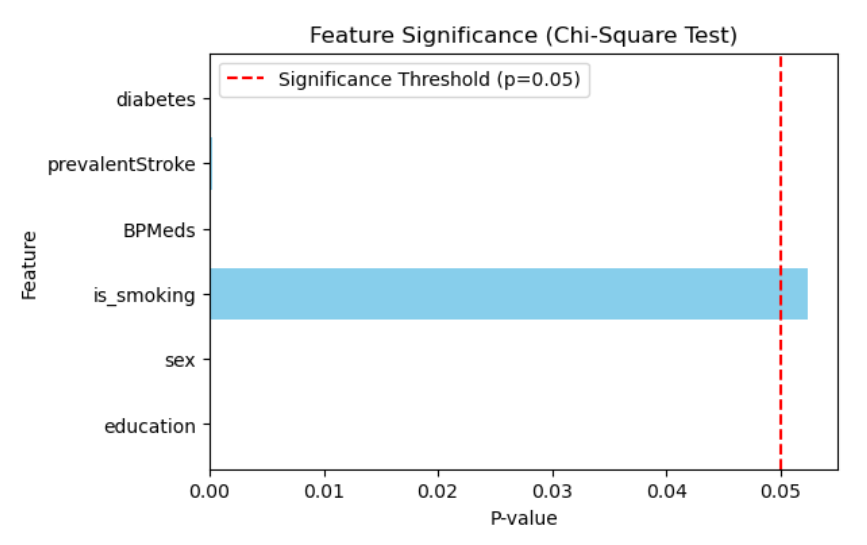 Feature Significance (Chi-Square Test)
Significance Threshold (p=0.05)
Feature
diabetes
prevalentStroke
BPMeds
is_smoking
sex
education
0.00 0.01 0.02 0.03 0.04 0.05
P-value